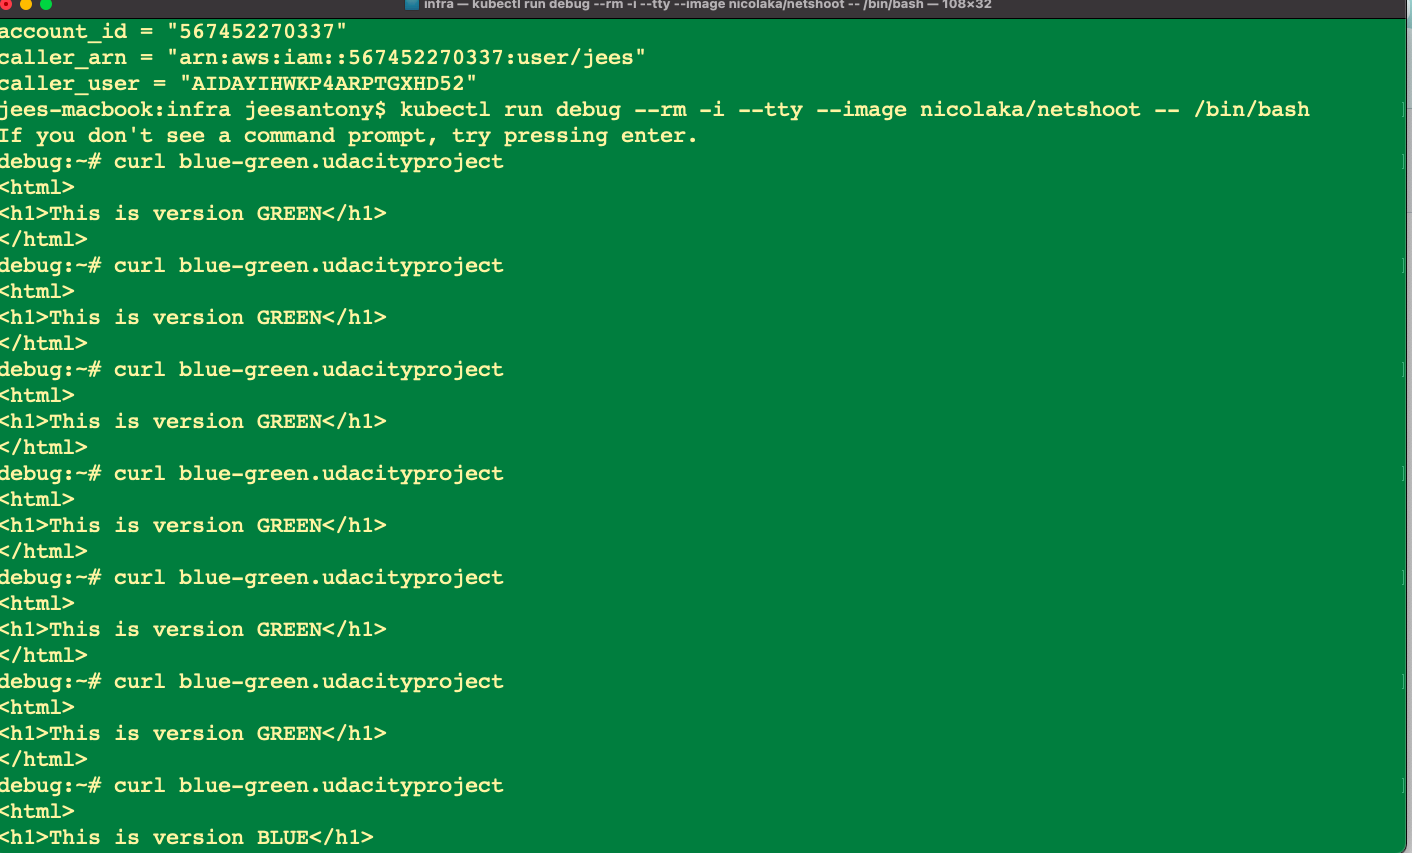 infra — kubectl run debug --rm -i --tty --image nicolaka/netshoot -- /bin/bash — 108×32
account_id = "567452270337"
caller_arn = "arn:aws:iam::567452270337:user/jees"
caller_user = "AIDAYIHWKP4ARPTGXHD52"
jees-macbook:infra jeesantony$ kubectl run debug --rm -i --tty --image nicolaka/netshoot -- /bin/bash
If you don't see a command prompt, try pressing enter.
debug:~# curl blue-green.udacityproject
<html>
<h1>This is version GREEN</h1>
</html>
debug:~# curl blue-green.udacityproject
<html>
<h1>This is version GREEN</h1>
</html>
debug:~# curl blue-green.udacityproject
<html>
<h1>This is version GREEN</h1>
</html>
debug:~# curl blue-green.udacityproject
<html>
<h1>This is version GREEN</h1>
</html>
debug:~# curl blue-green.udacityproject
<html>
<h1>This is version GREEN</h1>
</html>
debug:~# curl blue-green.udacityproject
<html>
<h1>This is version GREEN</h1>
</html>
debug:~# curl blue-green.udacityproject
<html>
<h1>This is version BLUE</h1>